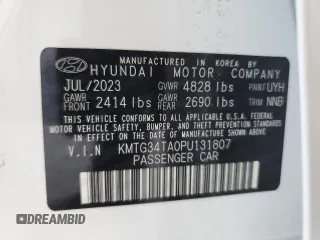 MANUFACTURED IN KOREA BY
HYUNDAI MOTOR COMPANY
JUL/2023 GVWR 4828 lbs PAINT UYH
GAWR FRONT 2414 lbs GAWR REAR 2690 lbs TRIM NNB
THIS VEHICLE CONFORMS TO ALL APPLICABLE
FEDERAL MOTOR VEHICLE SAFETY, BUMPER, AND
THEFT PREVENTION STANDARDS IN EFFECT ON THE
DATE OF MANUFACTURE SHOWN ABOVE.
V.I.N KMTG34TA0PU131807
PASSENGER CAR
DREAMBID